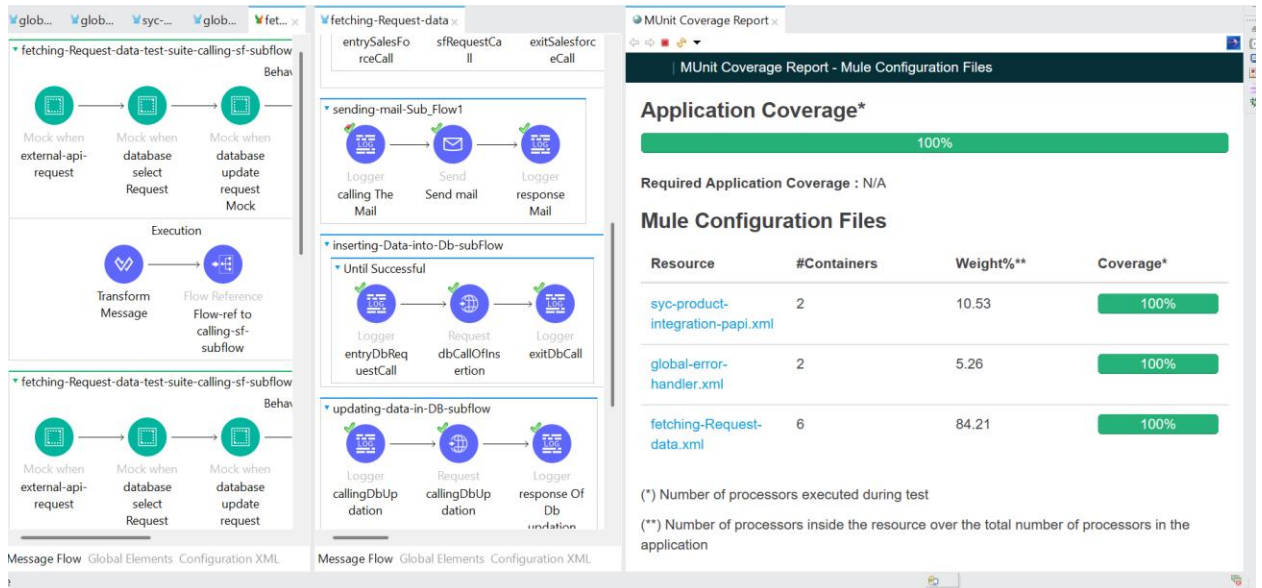 glob...
glob...
syc-...
glob...
fet...
fetching-Request-data
MUnit Coverage Report
fetching-Request-data-test-suite-calling-sf-subflow
Behav
Mock when
external-api-
request
Mock when
database
select
Request
Mock when
database
update
request
Mock
Execution
Transform
Message
Flow Reference
Flow-ref to
calling-sf-
subflow
fetching-Request-data-test-suite-calling-sf-subflow
Behav
Mock when
external-api-
request
Mock when
database
select
Request
Mock when
database
update
request
Message Flow Global Elements Configuration XML
entrySalesFo
rceCall
sfRequestCa
ll
exitSalesforc
eCall
sending-mail-Sub_Flow1
LOG
Logger
calling The
Mail
Send
Send mail
LOG
Logger
response
Mail
inserting-Data-into-Db-subFlow
Until Successful
LOG
Logger
entryDbReq
uestCall
Request
dbCallOfIns
ertion
LOG
Logger
exitDbCall
updating-data-in-DB-subflow
LOG
Logger
callingDbUp
dation
Request
callingDbUp
dation
LOG
Logger
response Of
Db
updation
Message Flow Global Elements Configuration XML
MUnit Coverage Report - Mule Configuration Files
Application Coverage*
100%
Required Application Coverage : N/A
Mule Configuration Files
Resource #Containers Weight%** Coverage*
syc-product-
integration-papi.xml
2 10.53 100%
global-error-
handler.xml
2 5.26 100%
fetching-Request-
data.xml
6 84.21 100%
(*) Number of processors executed during test
(**) Number of processors inside the resource over the total number of processors in the
application